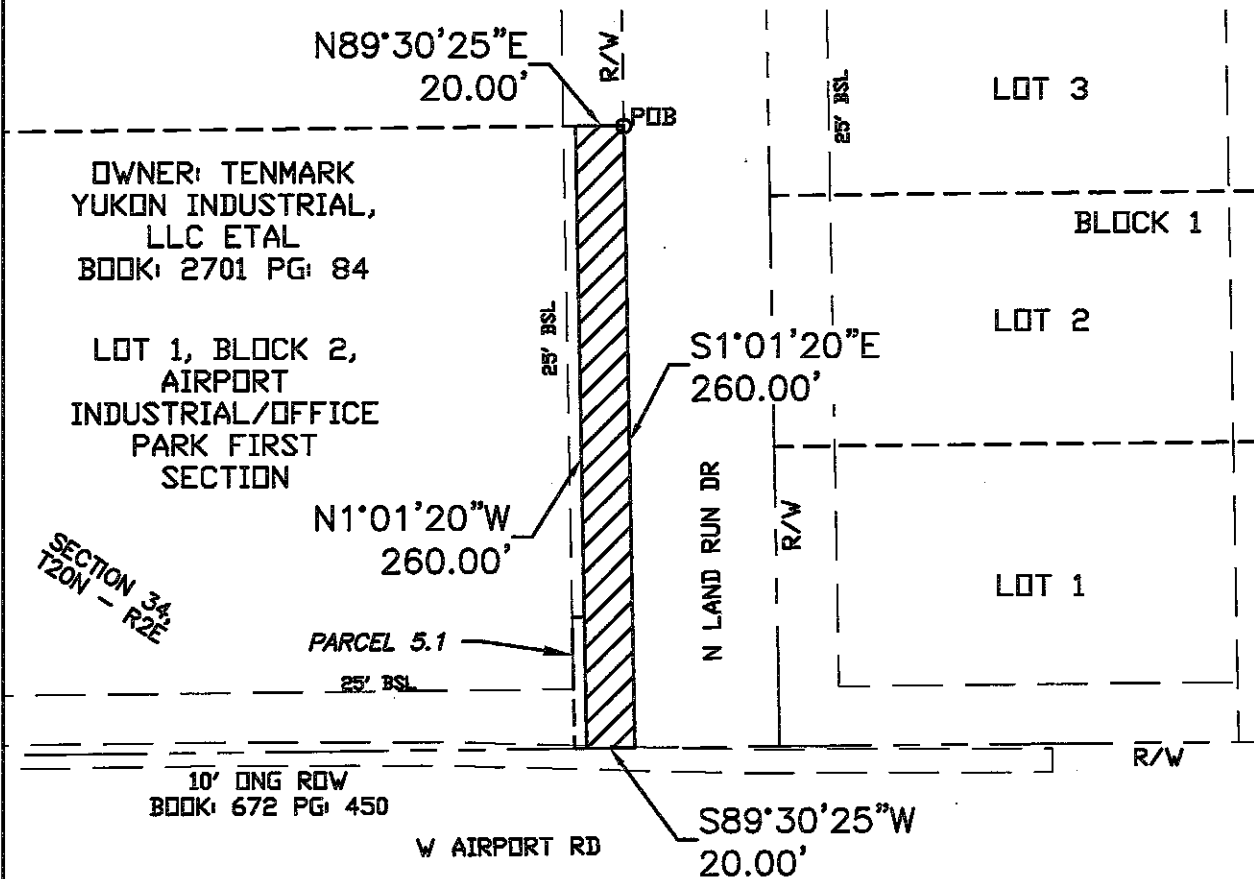 N89°30'25"E
20.00'
R/W
POB
25' BSL
LOT 3
OWNER: TENMARK
YUKON INDUSTRIAL,
LLC ETAL
BOOK: 2701 PG: 84
BLOCK 1
LOT 2
25' BSL
S1°01'20"E
260.00'
LOT 1, BLOCK 2,
AIRPORT
INDUSTRIAL/OFFICE
PARK FIRST
SECTION
N1°01'20"W
260.00'
N LAND RUN DR
R/W
SECTION 34,
T20N - R2E
LOT 1
PARCEL 5.1
25' BSL
R/W
10' ONG ROW
BOOK: 672 PG: 450
W AIRPORT RD
S89°30'25"W
20.00'